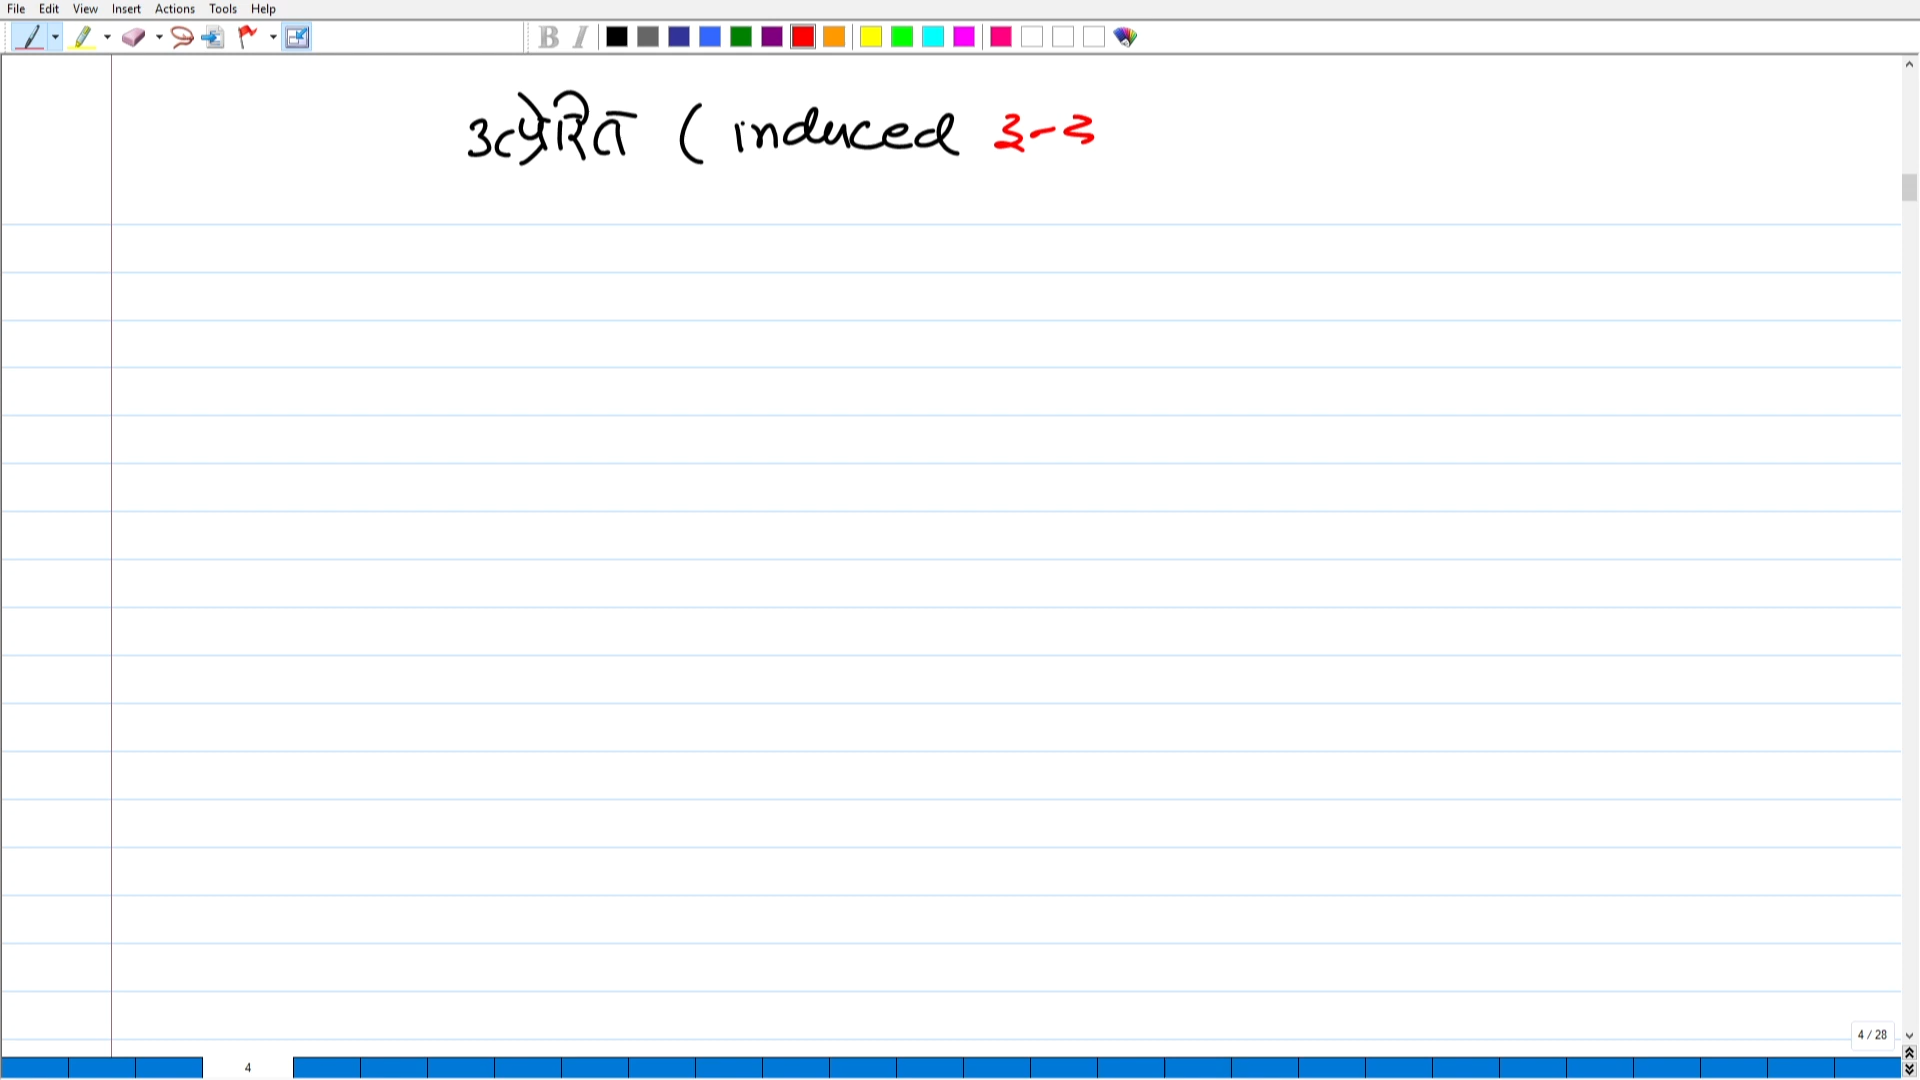 File Edit View Insert Actions Tools Help
B I
उत्प्रेरित ( induced
4 / 28
4